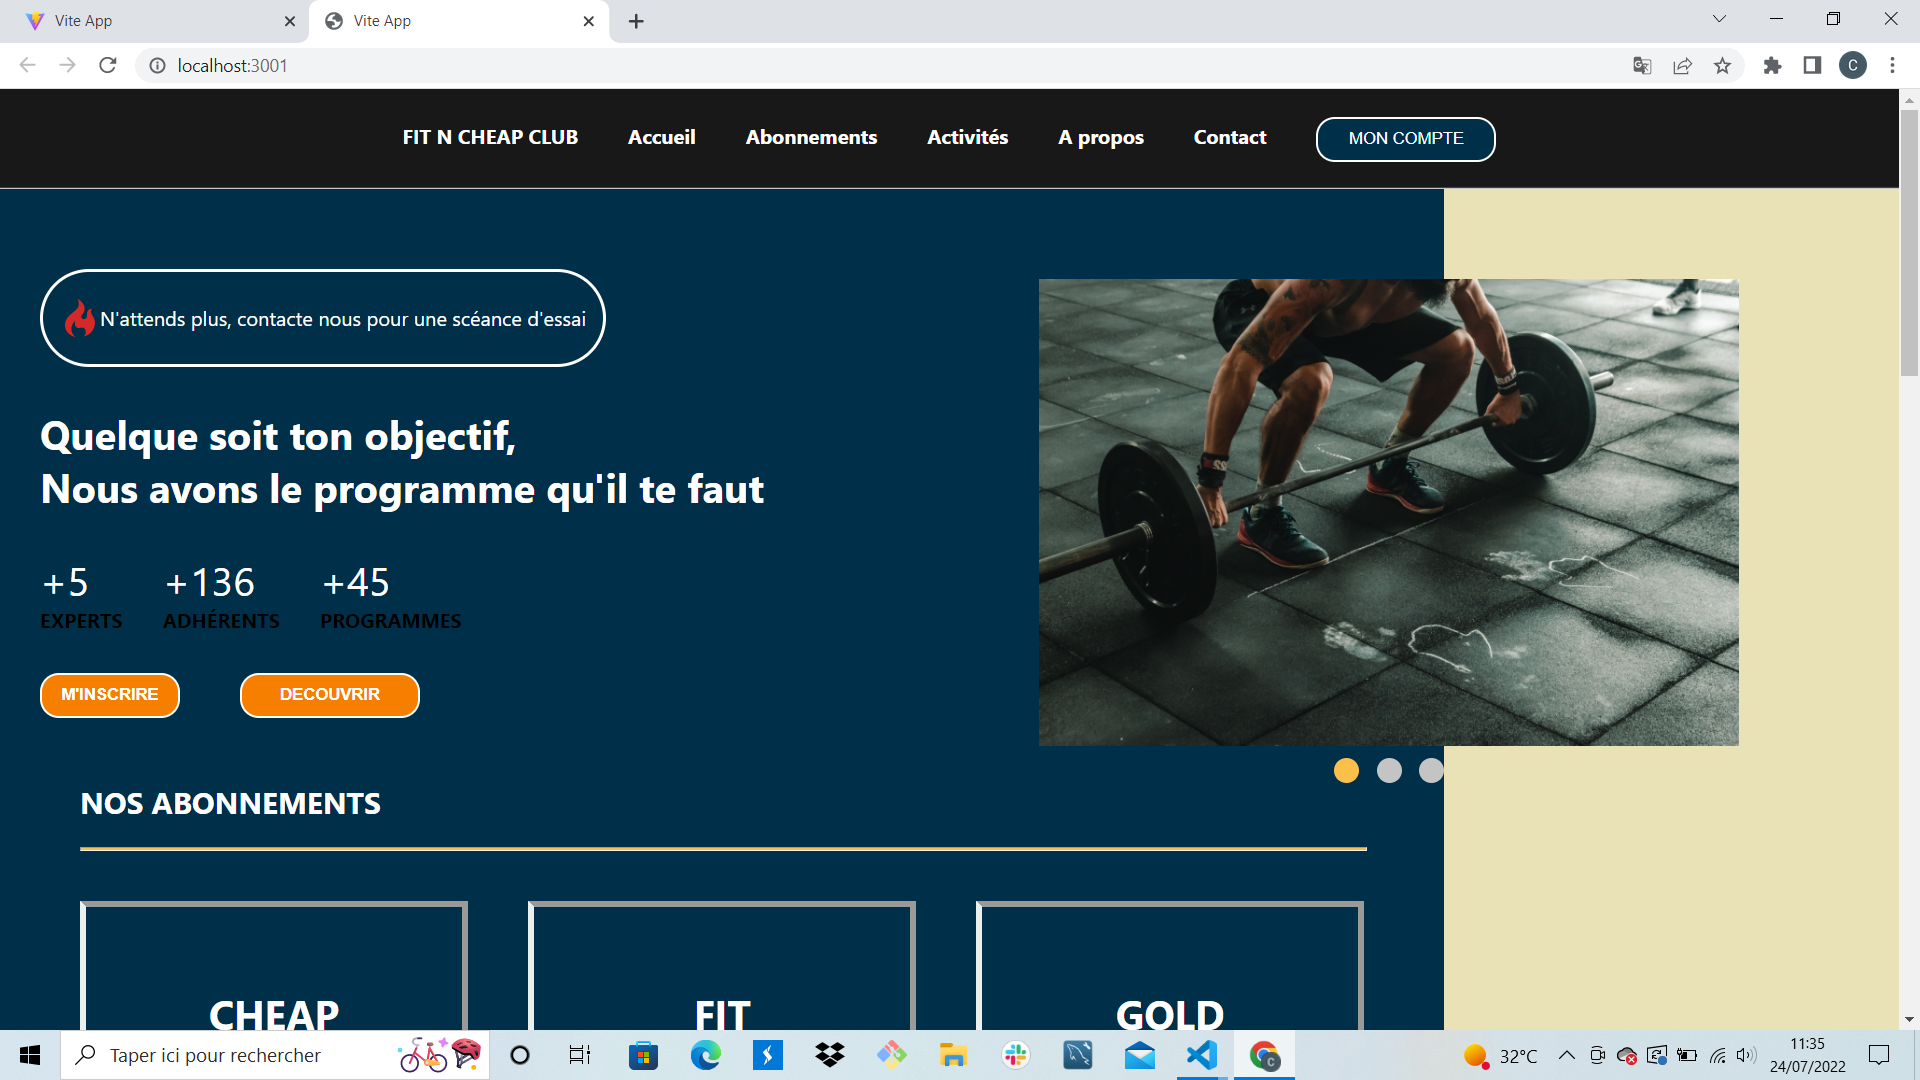 Vite App
Vite App
localhost:3001
C
FIT N CHEAP CLUB
Accueil
Abonnements
Activités
A propos
Contact
MON COMPTE
N'attends plus, contacte nous pour une scéance d'essai
Quelque soit ton objectif,
Nous avons le programme qu'il te faut
+5 +136 +45
EXPERTS ADHÉRENTS PROGRAMMES
M'INSCRIRE DECOUVRIR
NOS ABONNEMENTS
CHEAP FIT GOLD
Taper ici pour rechercher
C
32°C
11:35
24/07/2022